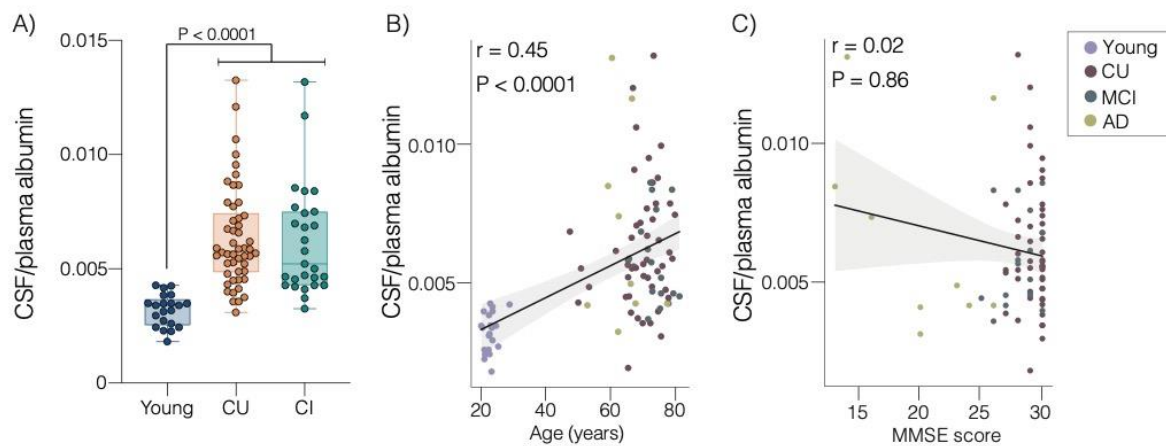 A)
P < 0.0001
0.015
0.010
0.005
0
CSF/plasma albumin
Young CU CI
B)
r = 0.45
P < 0.0001
0.010
0.005
CSF/plasma albumin
20 40 60 80
Age (years)
C)
r = 0.02
P = 0.86
0.010
0.005
CSF/plasma albumin
15 20 25 30
MMSE score
Young
CU
MCI
AD